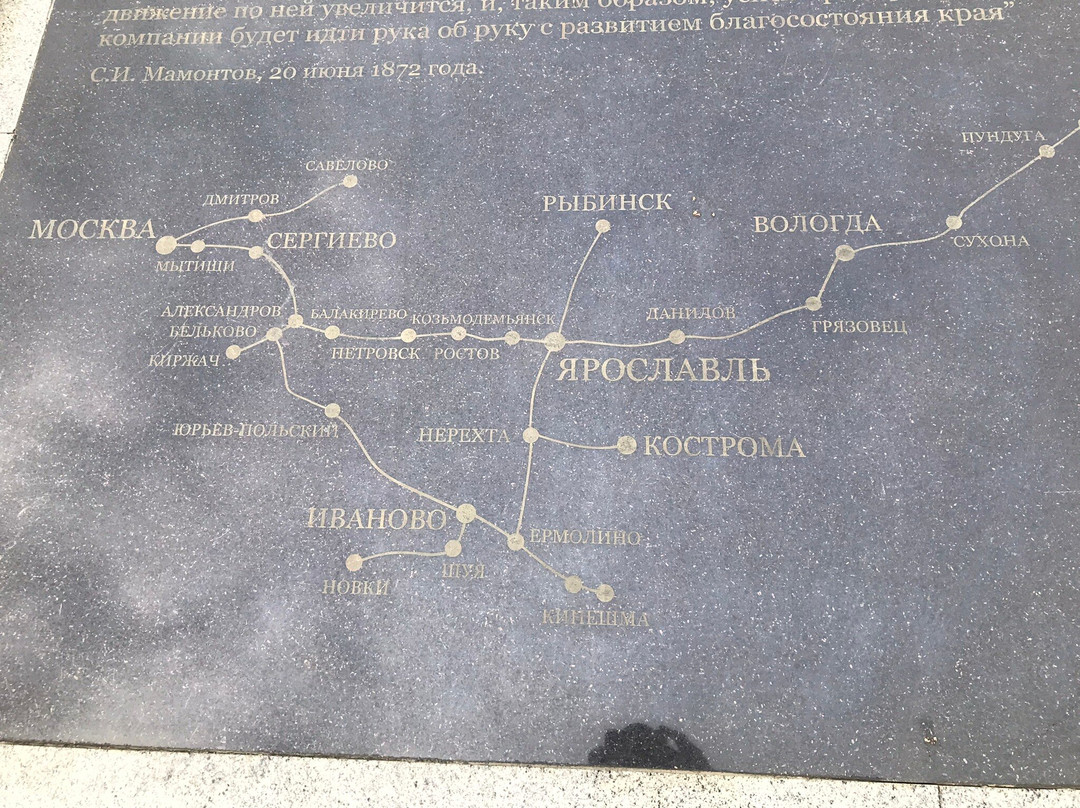 движение по ней увеличится, и, таким образом,
компании будет идти рука об руку с развитием благосостояния края”
С.И. Мамонтов, 20 июня 1872 года.
ПУНДУГА
САВЕЛОВО
ДМИТРОВ
РЫБИНСК
МОСКВА
СЕРГИЕВО
ВОЛОГДА
СУХОНА
МЫТИЩИ
АЛЕКСАНДРОВ
БАЛАКИРЕВО
КОЗЬМОДЕМЬЯНСК
ДАНИЛОВ
БЕЛЬКОВО
ГРЯЗОВЕЦ
КИРЖАЧ
ПЕТРОВСК
РОСТОВ
ЯРОСЛАВЛЬ
ЮРЬЕВ-ПОЛЬСКИЙ
НЕРЕХТА
КОСТРОМА
ИВАНОВО
ЕРМОЛИНО
ШУЯ
НОВКИ
КИНЕШМА